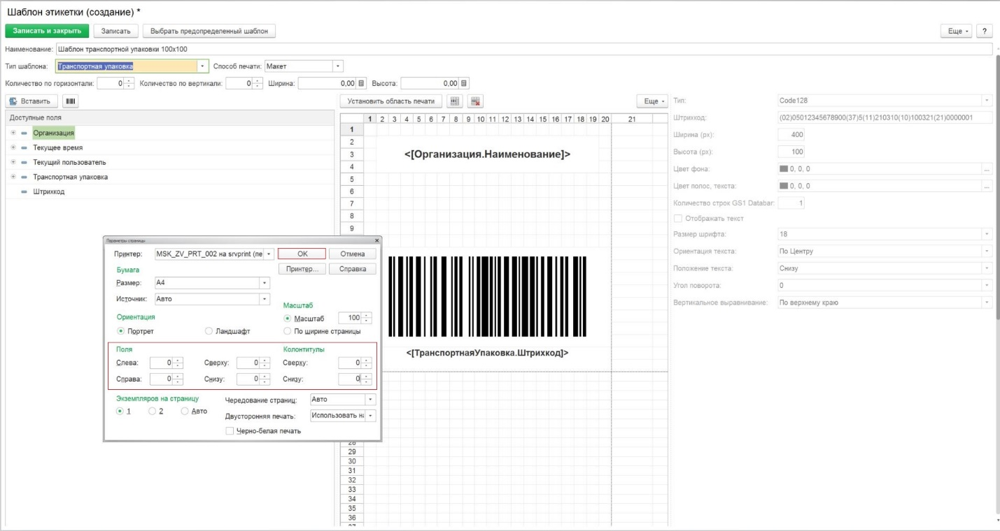 Шаблон этикетки (создание) *
Записать и закрыть Записать Выбрать предопределенный шаблон Еще ?
Наименование: Шаблон транспортной упаковки 100x100
Тип шаблона: Транспортная упаковка Способ печати: Макет
Количество по горизонтали: 0 Количество по вертикали: 0 Ширина: 0,00 Высота: 0,00
Вставить
Доступные поля
Организация
Текущее время
Текущий пользователь
Транспортная упаковка
Штрихкод
Установить область печати Еще
1 2 3 4 5 6 7 8 9 10 11 12 13 14 15 16 17 18 19 20 21
1
2
3 <[Организация.Наименование]>
4
5
6
7
8
9
<[ТранспортнаяУпаковка.Штрихкод]>
28
29
30
31
32
33
34
35
36
37
Тип: Code128
Штрихкод: (02)05012345678900(37)5(11)210310(10)100321(21)0000001
Ширина (px): 400
Высота (px): 100
Цвет фона: 0, 0, 0 ...
Цвет полос, текста: 0, 0, 0 ...
Количество строк GS1 Databar: 1
Отображать текст
Размер шрифта: 18
Ориентация текста: По Центру
Положение текста: Снизу
Угол поворота: 0
Вертикальное выравнивание: По верхнему краю
Параметры страницы
Принтер: MSK_ZV_PRT_002 на srvprint (пе OK Отмена
Бумага Принтер... Справка
Размер: A4
Источник: Авто
Масштаб
Ориентация Масштаб 100
Портрет Ландшафт По ширине страницы
Поля Колонтитулы
Слева: 0 Сверху: 0 Сверху: 0
Справа: 0 Снизу: 0 Снизу: 0
Экземпляров на страницу Чередование страниц: Авто
1 2 Авто Двусторонняя печать: Использовать на
Черно-белая печать